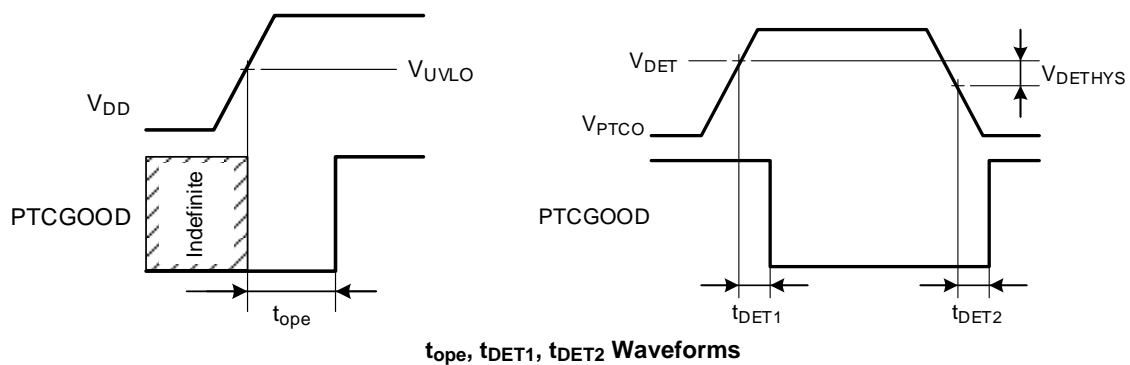 V_DD
V_UVLO
PTCGOOD
Indefinite
t_ope
V_DET
V_DETHYS
V_PTCO
PTCGOOD
t_DET1
t_DET2
t_ope, t_DET1, t_DET2 Waveforms